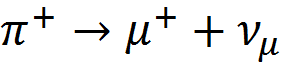 π⁺ → μ⁺ + ν_μ